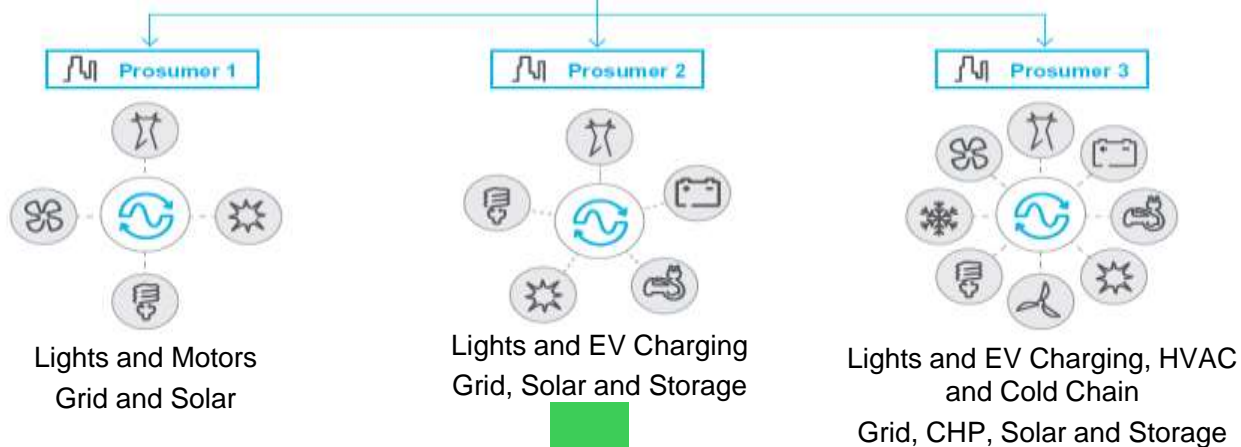 Prosumer 1
Prosumer 2
Prosumer 3
Lights and Motors
Grid and Solar
Lights and EV Charging
Grid, Solar and Storage
Lights and EV Charging, HVAC
and Cold Chain
Grid, CHP, Solar and Storage